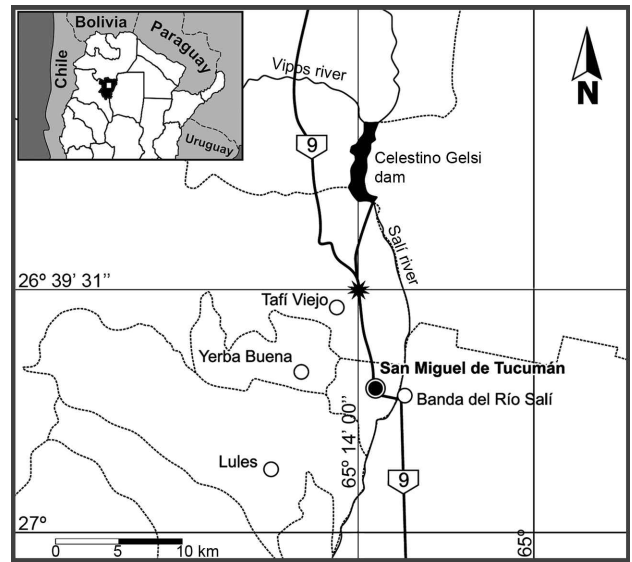 Bolivia
Chile
Paraguay
Uruguay
Vipos river
N
9
Celestino Gelsi
dam
Salí river
26º 39’ 31’’
Tafí Viejo
Yerba Buena
San Miguel de Tucumán
Banda del Río Salí
65º 14’ 00’’
Lules
9
27º
65º
0 5 10 km